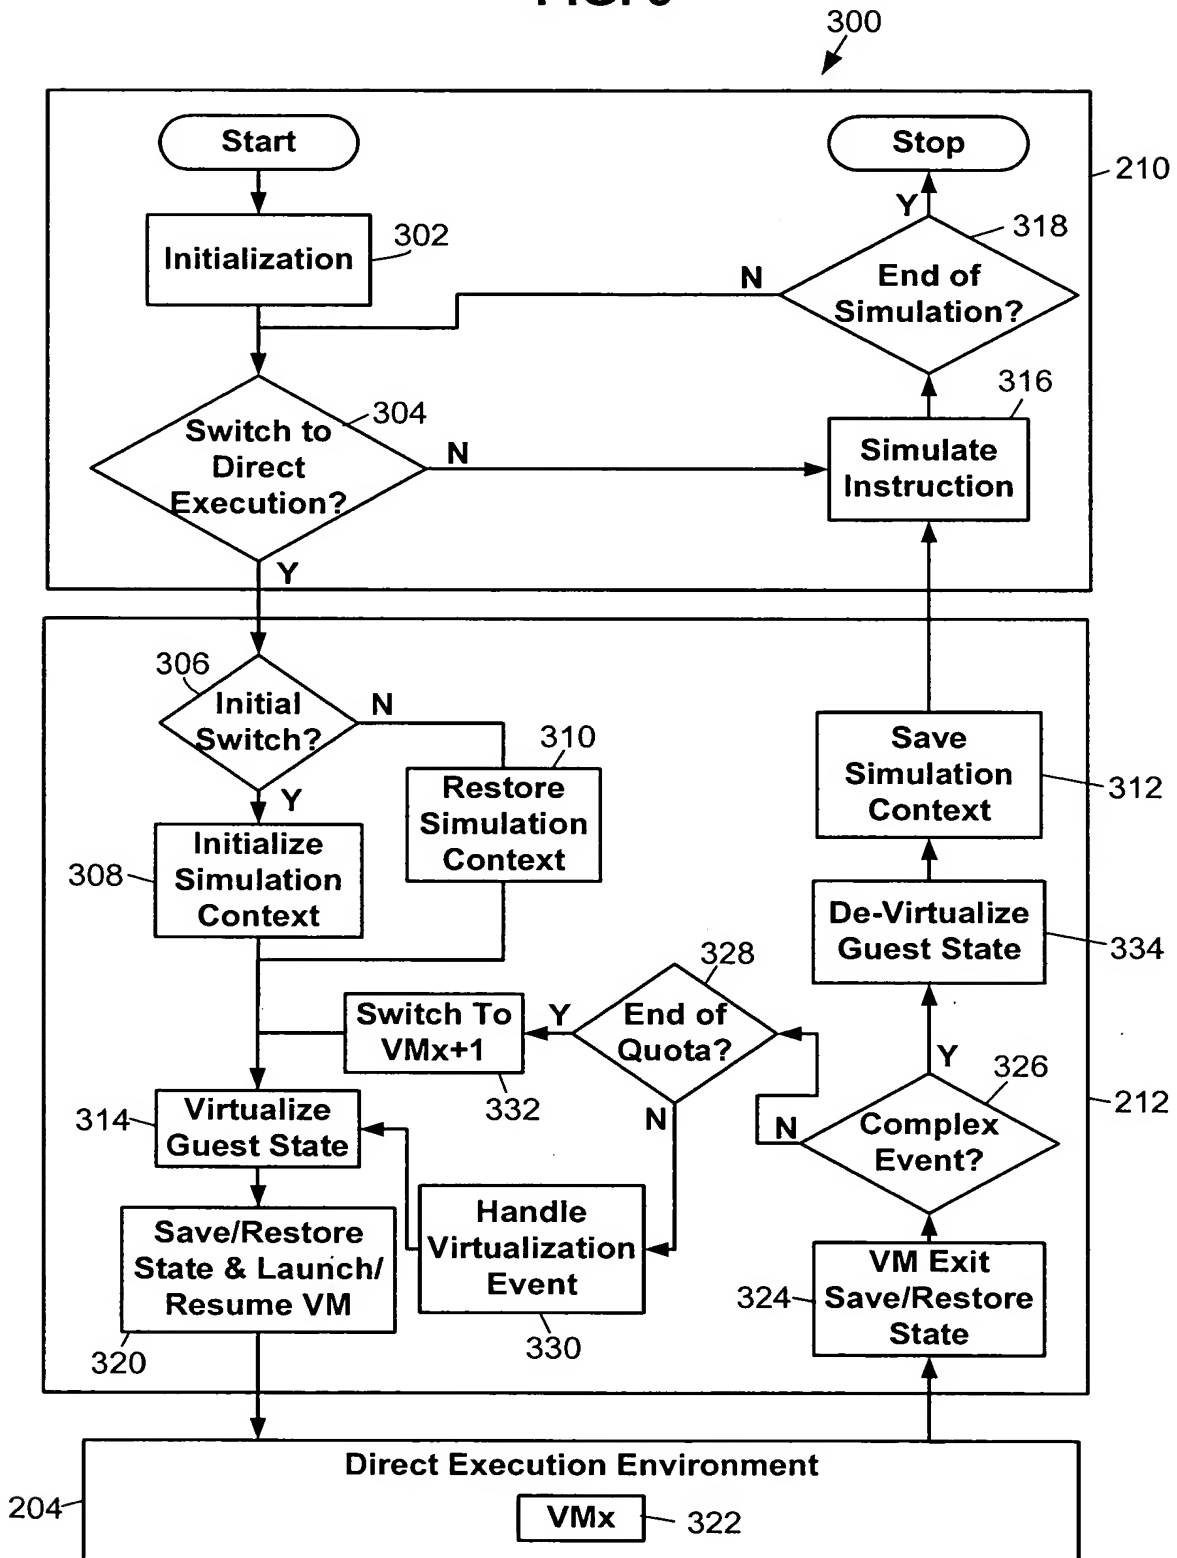 300
Start
Stop
210
Y
302
318
Initialization
N
End of
Simulation?
316
304
Switch to
Direct
Execution?
N
Simulate
Instruction
Y
306
Initial
Switch?
N
310
Restore
Simulation
Context
Save
Simulation
Context
312
Y
Initialize
Simulation
Context
308
De-Virtualize
Guest State
334
328
Switch To
VMx+1
Y
End of
Quota?
332
Y
326
314
Virtualize
Guest State
N
N
Complex
Event?
212
Save/Restore
State & Launch/
Resume VM
Handle
Virtualization
Event
324
VM Exit
Save/Restore
State
320
330
Direct Execution Environment
204
VMx
322